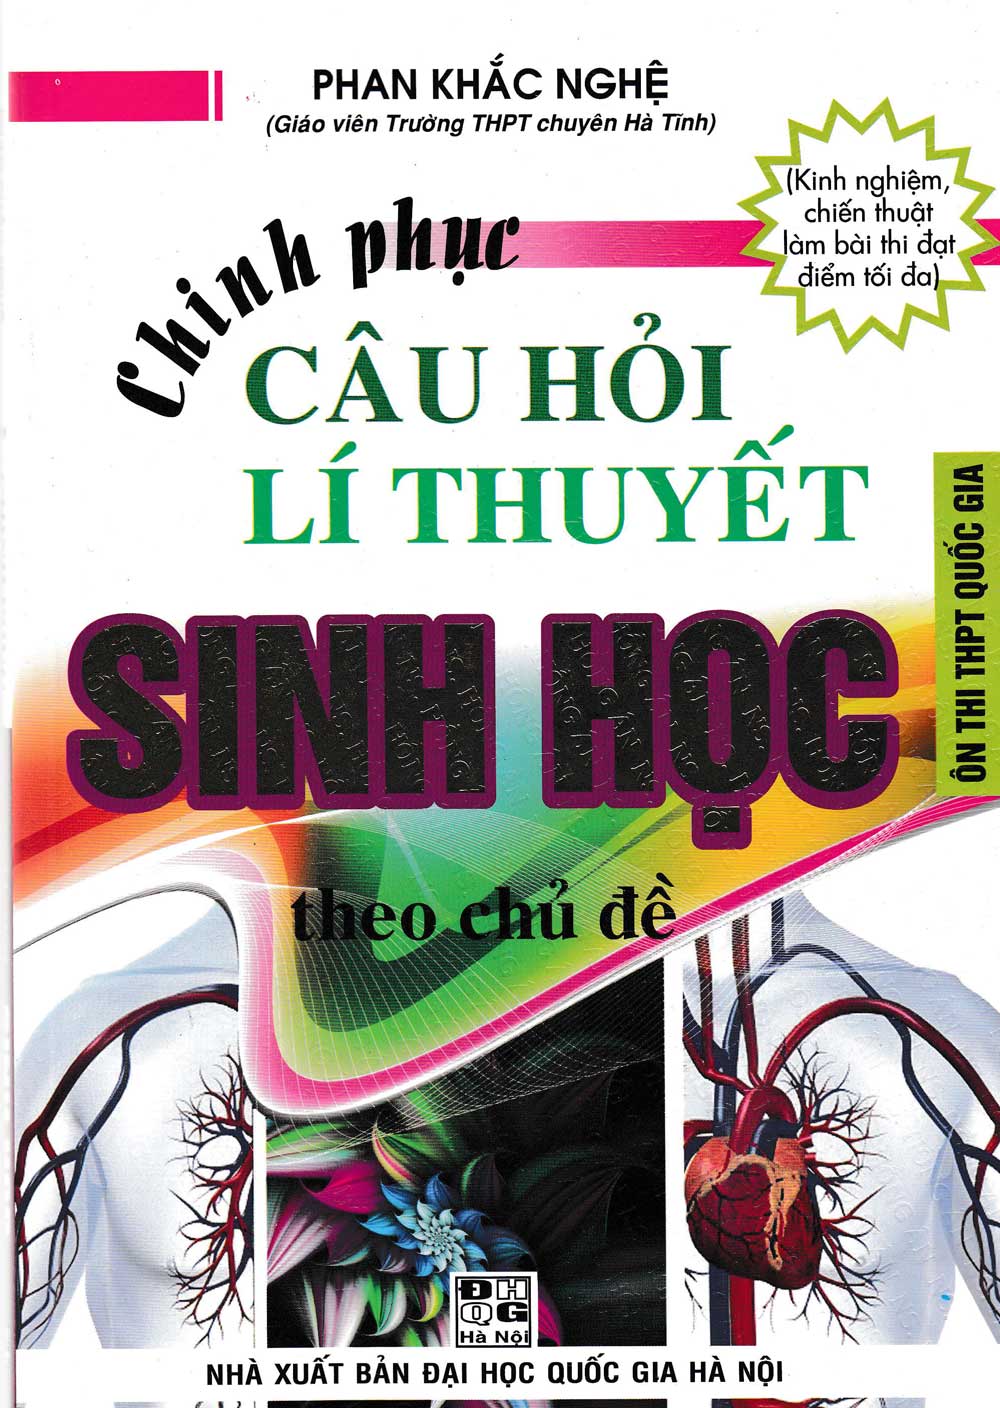 PHAN KHẮC NGHỆ
(Giáo viên Trường THPT chuyên Hà Tĩnh)
(Kinh nghiệm,
chiến thuật
làm bài thi đạt
điểm tối đa)
Chinh phục
CÂU HỎI
LÍ THUYẾT
SINH HỌC
theo chủ đề
ÔN THI THPT QUỐC GIA
ĐH
QG
Hà Nội
NHÀ XUẤT BẢN ĐẠI HỌC QUỐC GIA HÀ NỘI